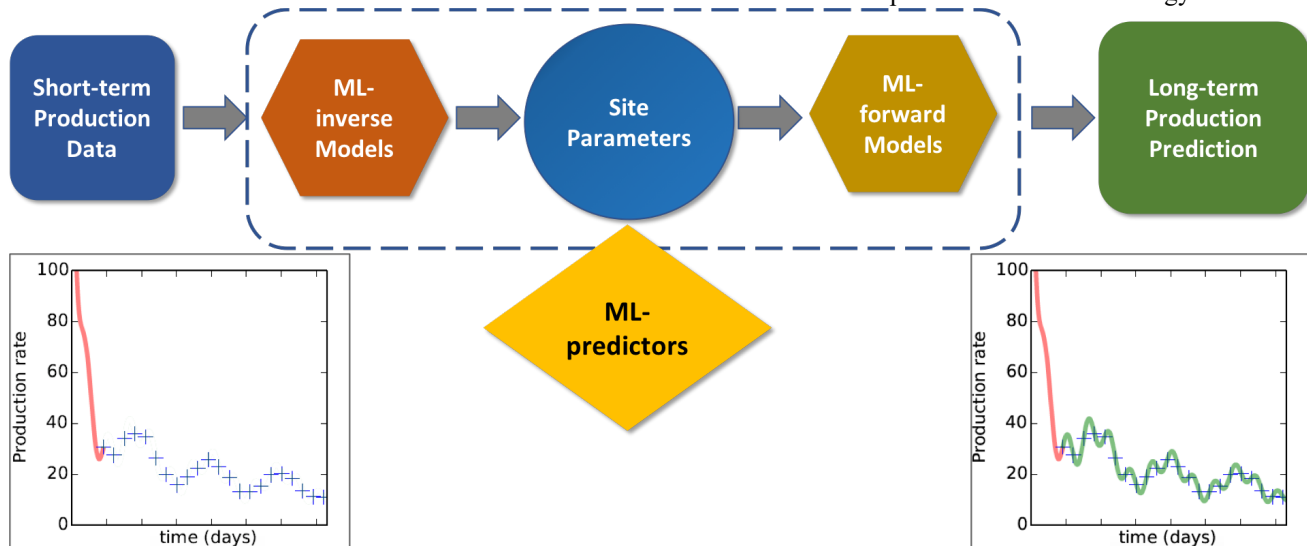 Short-term
Production
Data
ML-
inverse
Models
Site
Parameters
ML-
forward
Models
Long-term
Production
Prediction
ML-
predictors
100
80
60
40
20
0
Production rate
time (days)
100
80
60
40
20
0
Production rate
time (days)